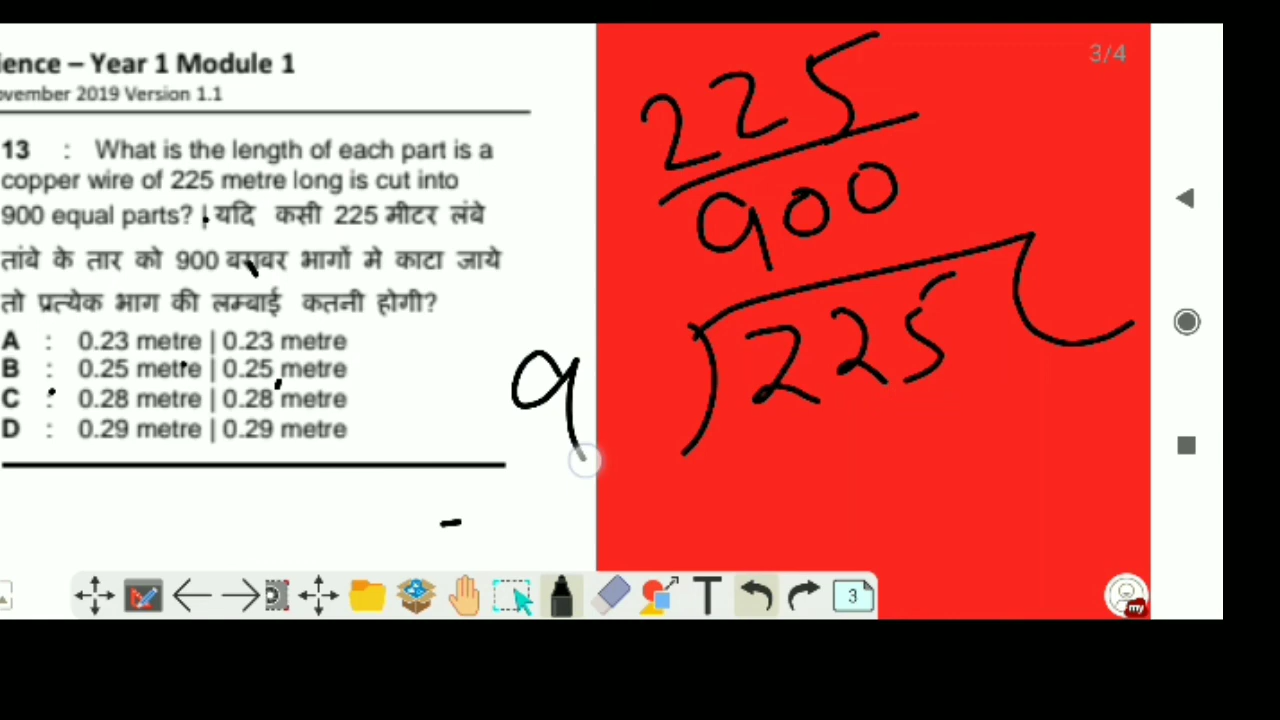 ience – Year 1 Module 1
ovember 2019 Version 1.1
13 : What is the length of each part is a
copper wire of 225 metre long is cut into
900 equal parts? | यदि कसी 225 मीटर लंबे
तांबे के तार को 900 बराबर भागों मे काटा जाये
तो प्रत्येक भाग की लम्बाई कतनी होगी?
A : 0.23 metre | 0.23 metre
B : 0.25 metre | 0.25 metre
C : 0.28 metre | 0.28 metre
D : 0.29 metre | 0.29 metre
3/4
225
900
9
225
T
3
my